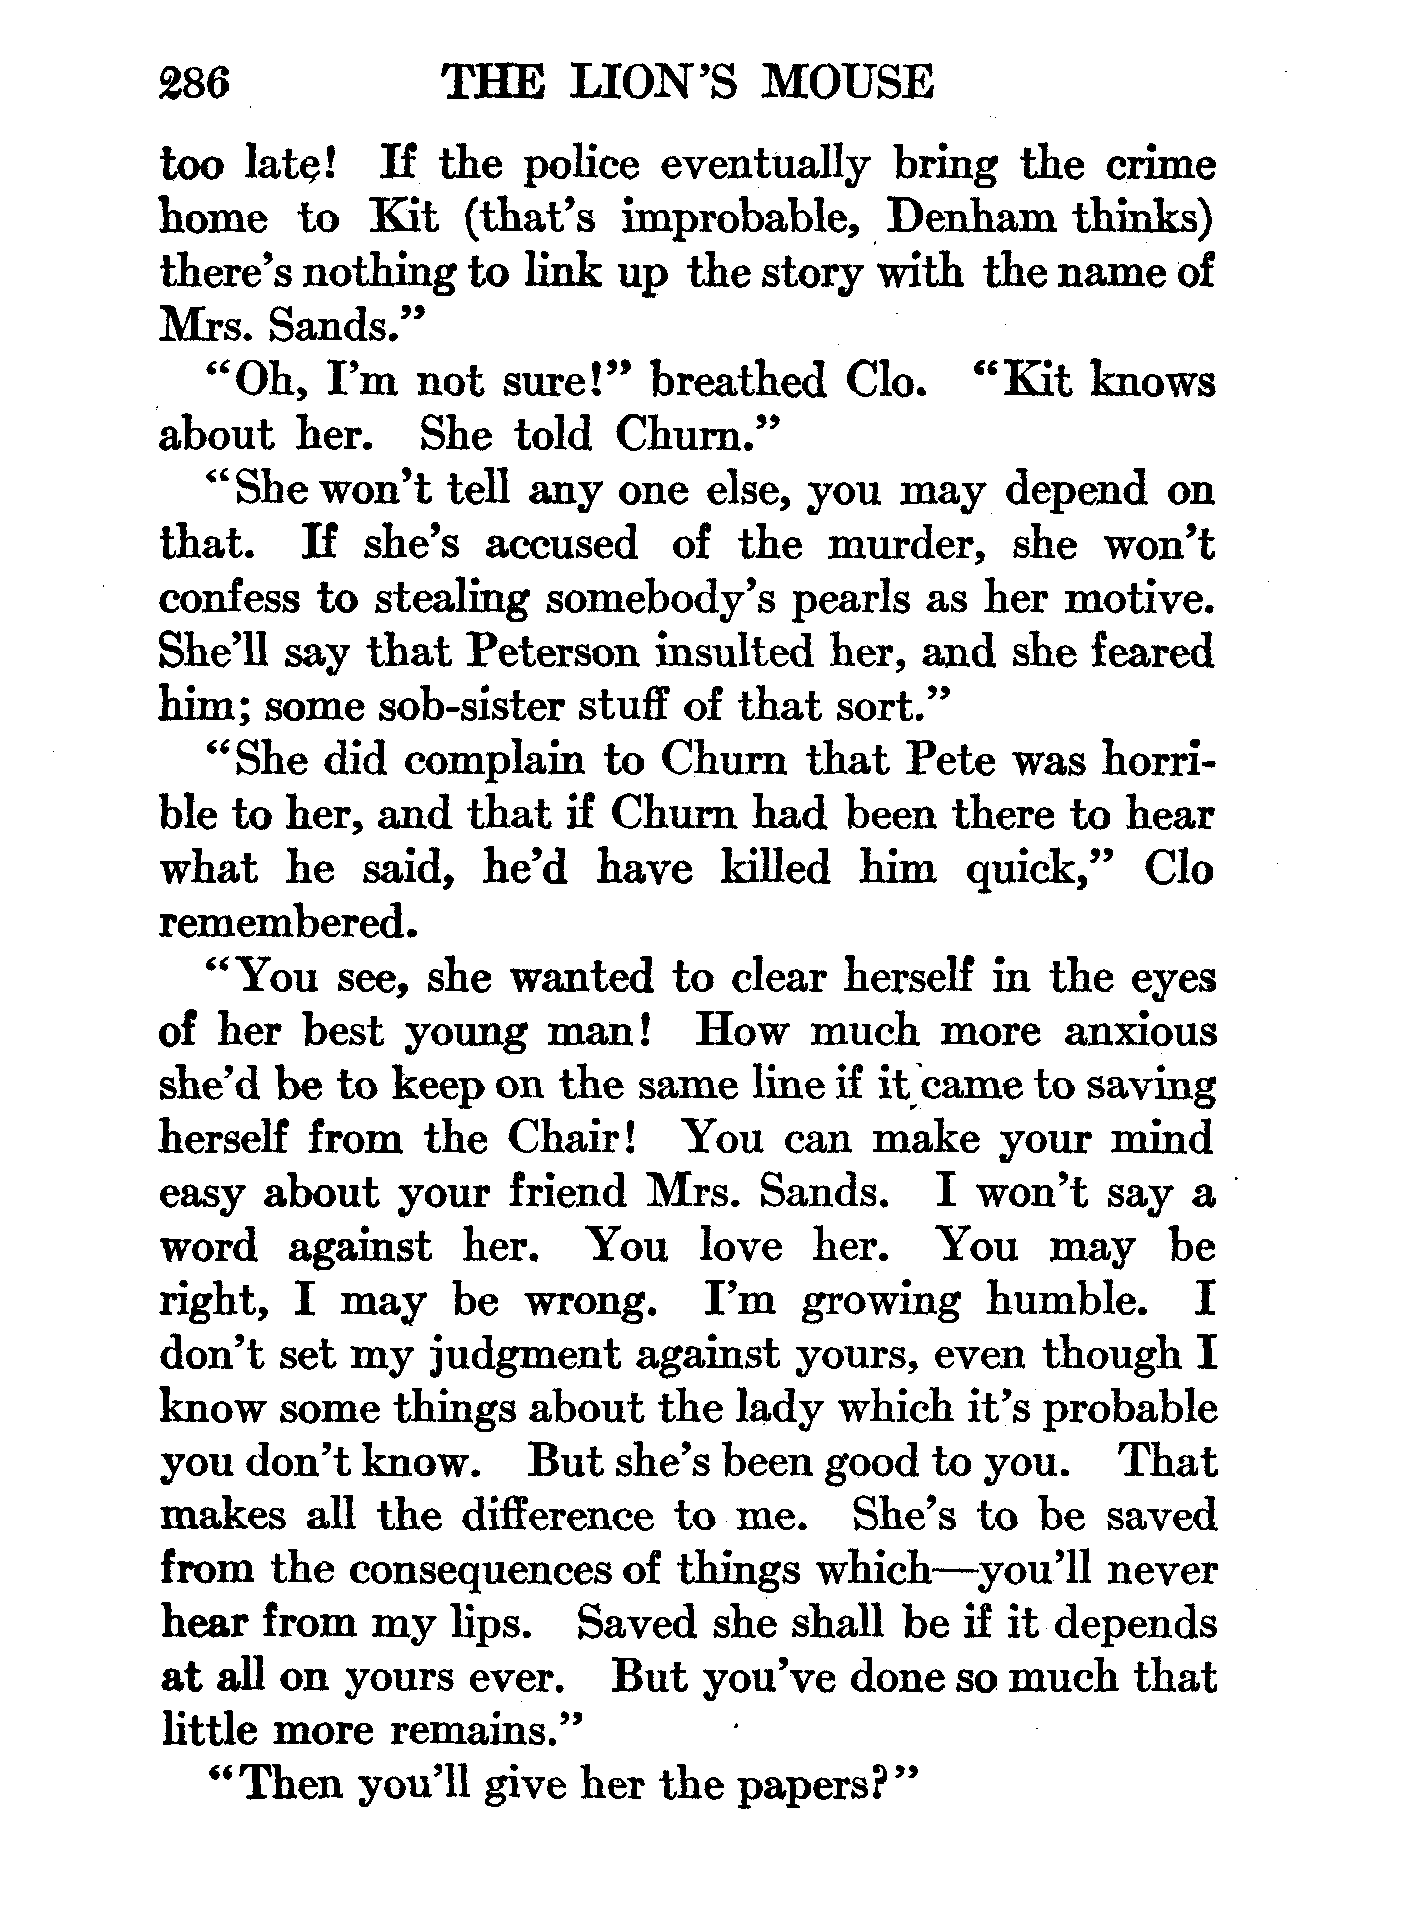 286 THE LION'S MOUSE
too late! If the police eventually bring the crime
home to Kit (that's improbable, Denham thinks)
there's nothing to link up the story with the name of
Mrs. Sands."
"Oh, I'm not sure!" breathed Clo. "Kit knows
about her. She told Churn."
"She won't tell any one else, you may depend on
that. If she's accused of the murder, she won't
confess to stealing somebody's pearls as her motive.
She'll say that Peterson insulted her, and she feared
him; some sob-sister stuff of that sort."
"She did complain to Churn that Pete was horri-
ble to her, and that if Churn had been there to hear
what he said, he'd have killed him quick," Clo
remembered.
"You see, she wanted to clear herself in the eyes
of her best young man! How much more anxious
she'd be to keep on the same line if it came to saving
herself from the Chair! You can make your mind
easy about your friend Mrs. Sands. I won't say a
word against her. You love her. You may be
right, I may be wrong. I'm growing humble. I
don't set my judgment against yours, even though I
know some things about the lady which it's probable
you don't know. But she's been good to you. That
makes all the difference to me. She's to be saved
from the consequences of things which—you'll never
hear from my lips. Saved she shall be if it depends
at all on yours ever. But you've done so much that
little more remains."
"Then you'll give her the papers?"